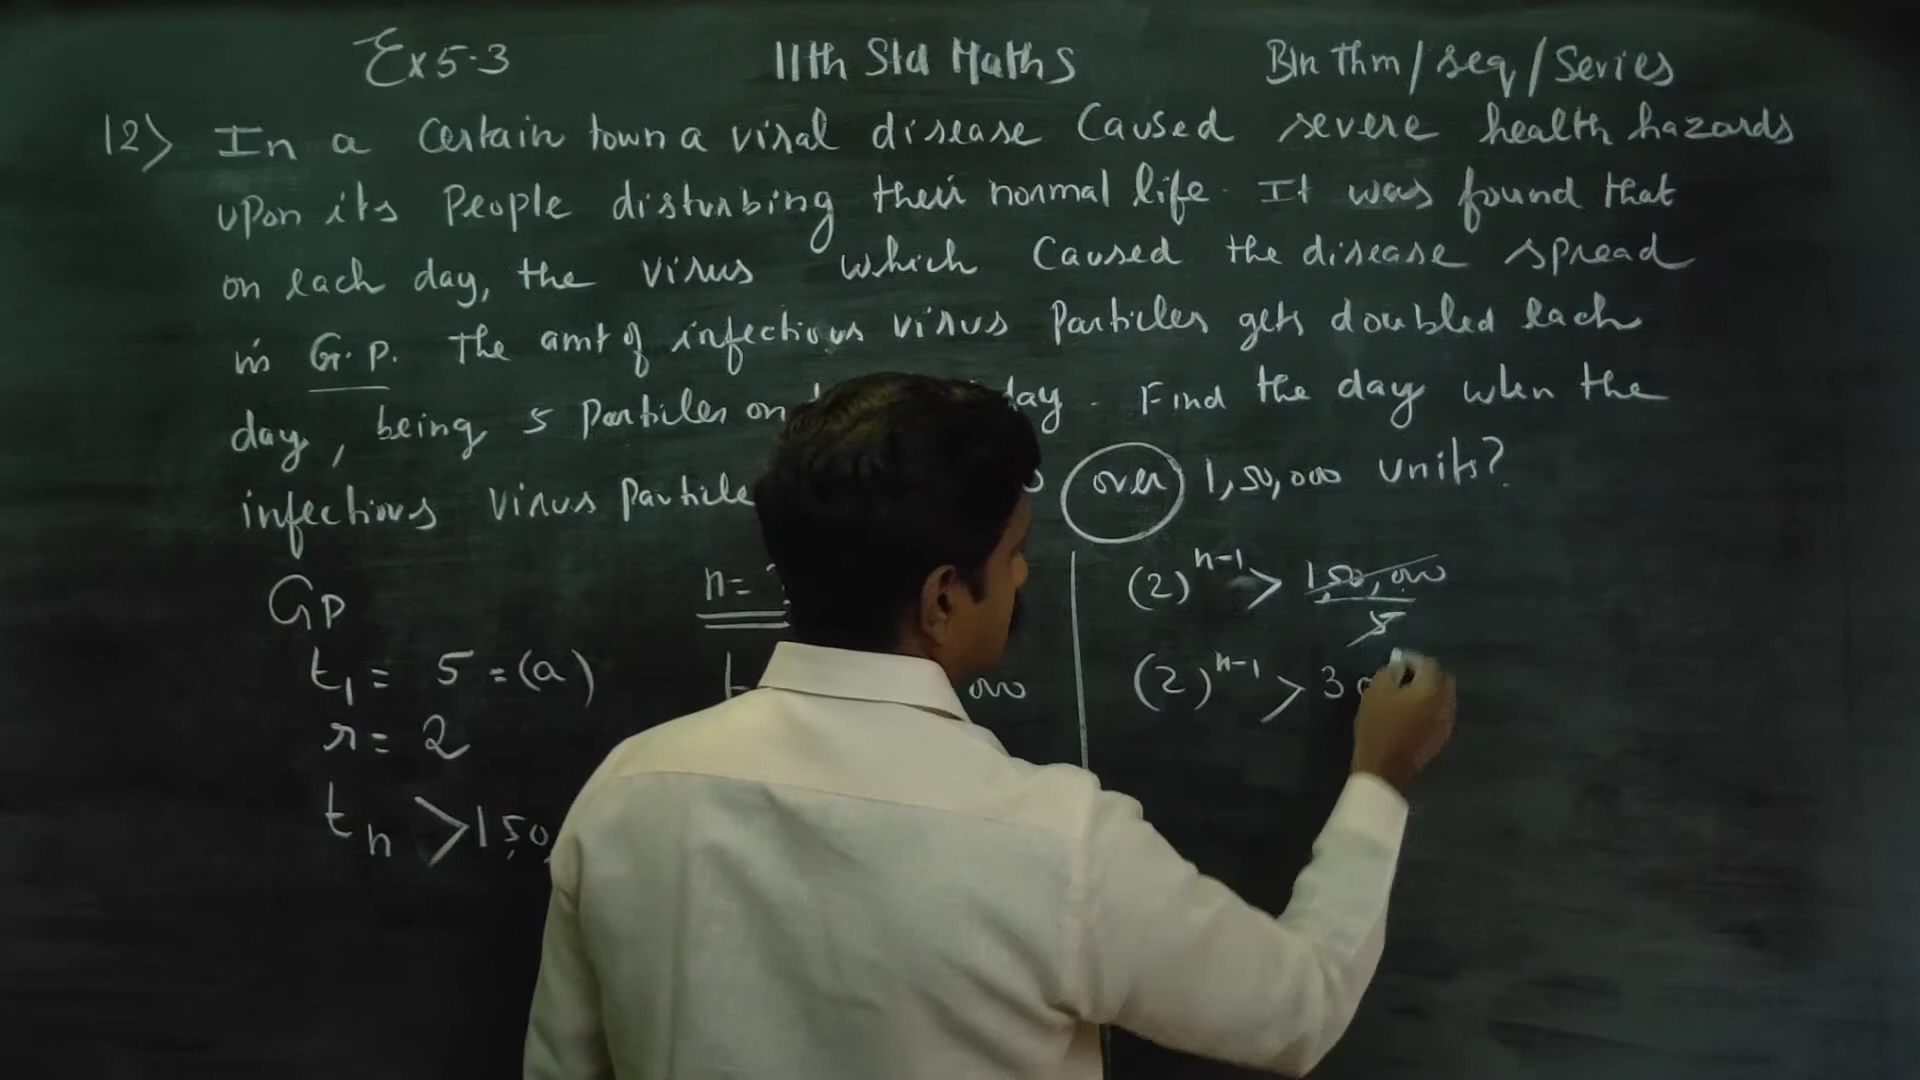 Ex 5.3 11th Std Maths Bin Thm/seq/Series
12) In a certain town a viral disease caused severe health hazards
upon its people disturbing their normal life. It was found that
on each day, the virus which caused the disease spread
in G.P. The amt of infectious virus particles gets doubled each
day, being 5 particles on day. Find the day when the
infectious virus particle over 1,50,000 units?
GP
t₁ = 5 = (a)
r = 2
tₙ > 1,50,
n = ?
000
(2)ⁿ⁻¹ > 1,50,000 / 5
(2)ⁿ⁻¹ > 30